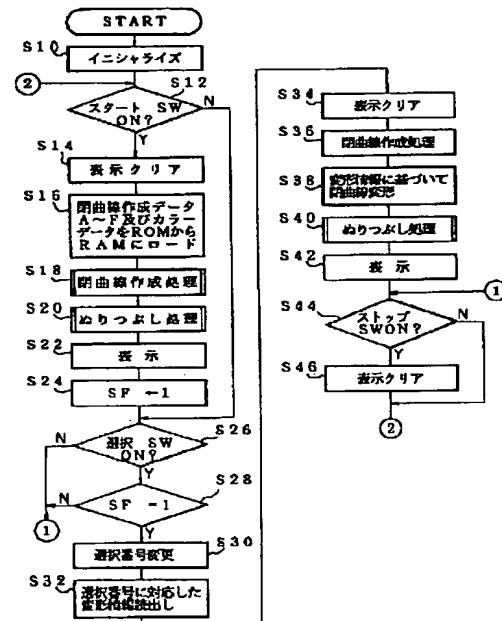 START
S10
イニシャライズ
②
S12
スタート SW
ON?
N
Y
S14
表示クリア
S16
閉曲線作成データ
A～F及びカラー
データをROMから
RAMにロード
S18
閉曲線作成処理
S20
ぬりつぶし処理
S22
表示
S24
SF ←1
S26
選択 SW
ON?
N
Y
S28
SF =1
N
Y
①
S30
選択番号変更
S32
選択番号に対応した
変形情報読出し
S34
表示クリア
S36
閉曲線作成処理
S38
変形情報に基づいて
閉曲線変形
S40
ぬりつぶし処理
S42
表示
①
S44
ストップ
SWON?
N
Y
S46
表示クリア
②